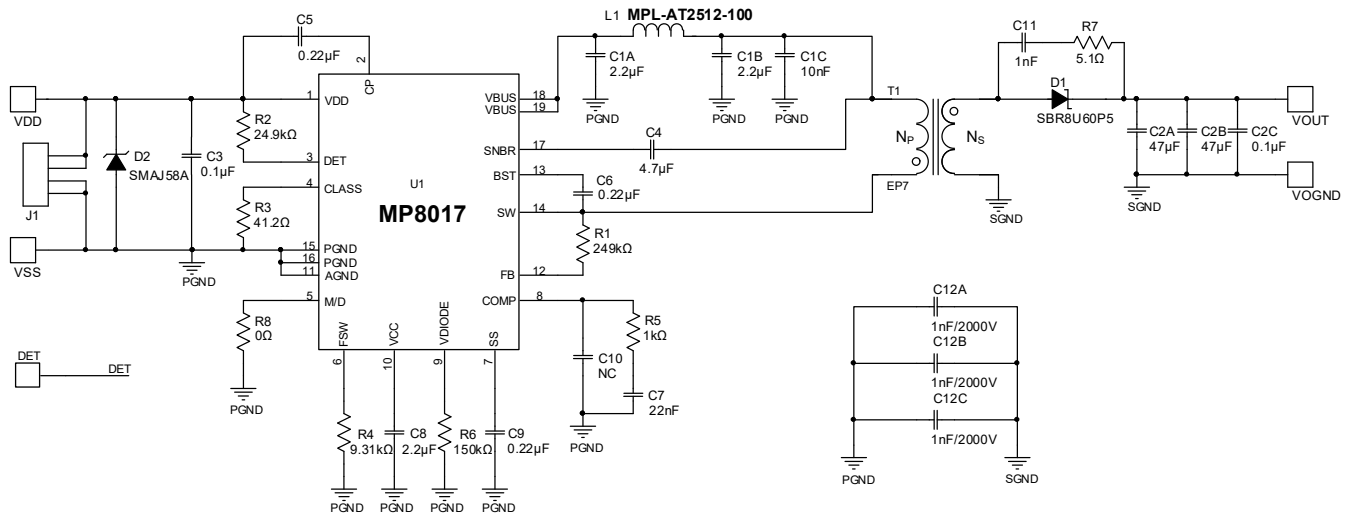 L1 MPL-AT2512-100
C5
0.22µF
2
CP
C1A
2.2µF
PGND
C1B
2.2µF
PGND
C1C
10nF
PGND
C11
1nF
R7
5.1Ω
D1
SBR8U60P5
VDD
1
VDD
VBUS
18
VBUS
19
T1
NP
NS
EP7
VOUT
R2
24.9kΩ
D2
SMAJ58A
C3
0.1µF
3
DET
SNBR
17
C4
4.7µF
C2A
47µF
C2B
47µF
C2C
0.1µF
4
CLASS
U1
MP8017
BST
13
C6
0.22µF
SW
14
J1
R3
41.2Ω
SGND
SGND
VOGND
VSS
PGND
15
PGND
16
PGND
11
AGND
R1
249kΩ
FB
12
5
M/D
COMP
8
R8
0Ω
PGND
FSW
6
VCC
10
VDIODE
9
SS
7
R5
1kΩ
C10
NC
C7
22nF
PGND
DET
DET
R4
9.31kΩ
PGND
C8
2.2µF
PGND
R6
150kΩ
PGND
C9
0.22µF
PGND
C12A
1nF/2000V
C12B
1nF/2000V
C12C
1nF/2000V
PGND
SGND